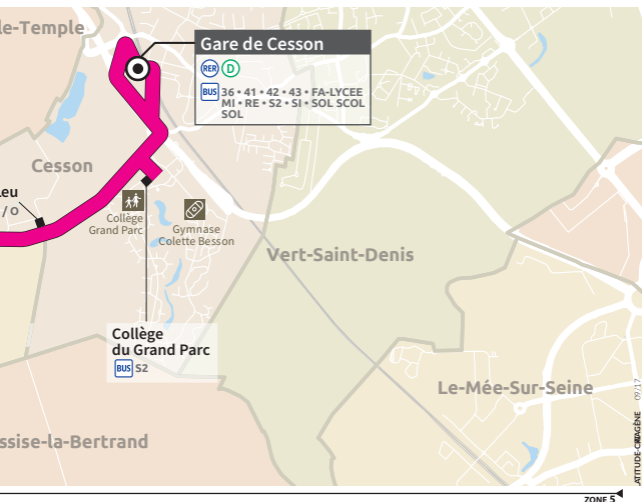 le-Temple
Gare de Cesson
RER D
BUS 36 • 41 • 42 • 43 • FA-LYCEE
MI • RE • S2 • SI • SOL SCOL
SOL
Cesson
Leu
/ O
Collège
Grand Parc
Gymnase
Colette Besson
Vert-Saint-Denis
Collège
du Grand Parc
BUS S2
Le-Mée-Sur-Seine
ssise-la-Bertrand
09/17
ZONE 5